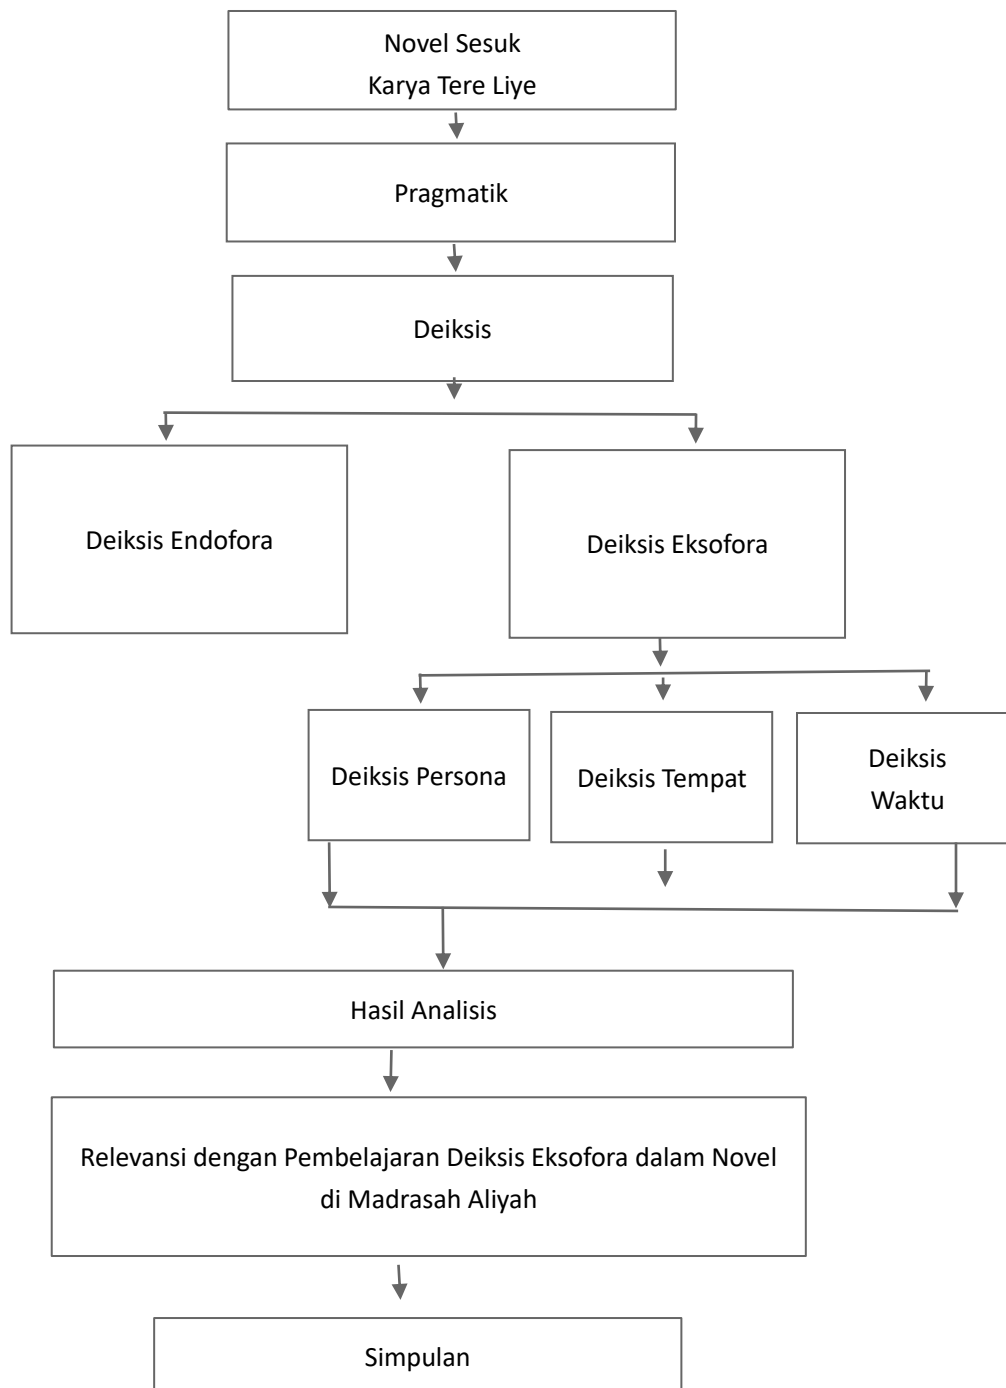 Novel Sesuk
Karya Tere Liye
Pragmatik
Deiksis
Deiksis Endofora
Deiksis Eksofora
Deiksis Persona
Deiksis Tempat
Deiksis
Waktu
Hasil Analisis
Relevansi dengan Pembelajaran Deiksis Eksofora dalam Novel
di Madrasah Aliyah
Simpulan